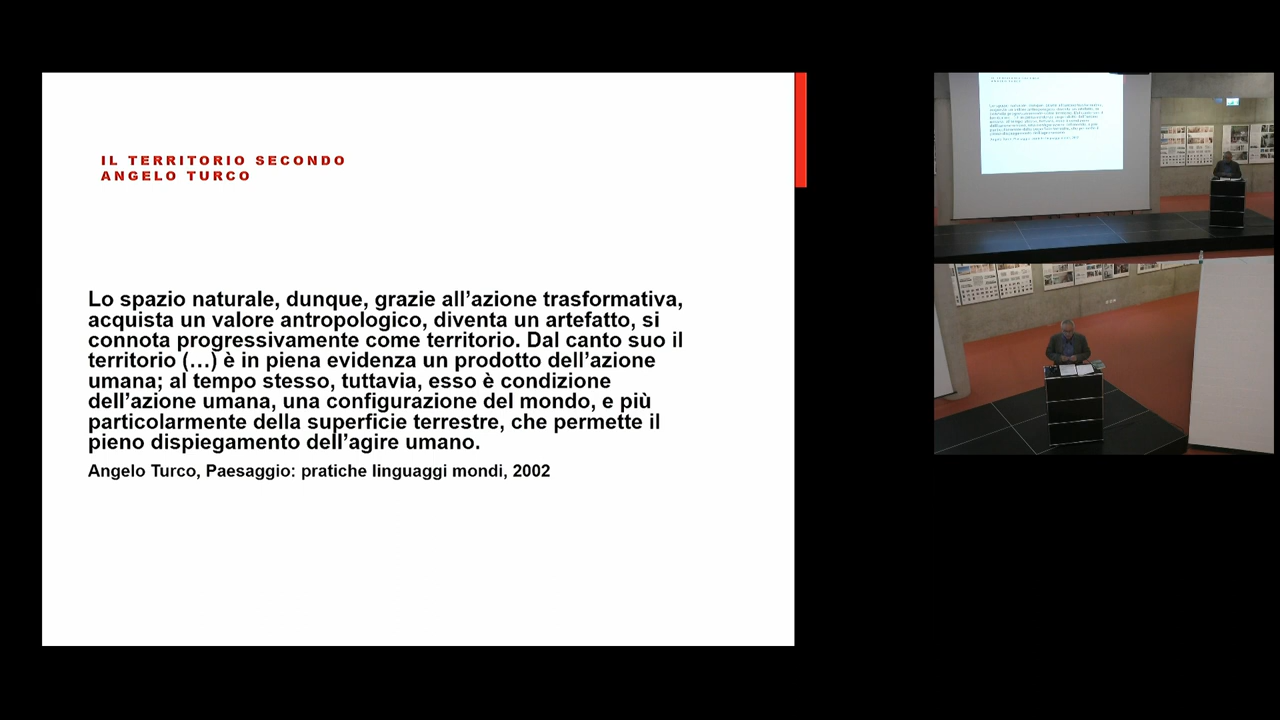 IL TERRITORIO SECONDO
ANGELO TURCO
Lo spazio naturale, dunque, grazie all’azione trasformativa,
acquista un valore antropologico, diventa un artefatto, si
connota progressivamente come territorio. Dal canto suo il
territorio (…) è in piena evidenza un prodotto dell’azione
umana; al tempo stesso, tuttavia, esso è condizione
dell’azione umana, una configurazione del mondo, e più
particolarmente della superficie terrestre, che permette il
pieno dispiegamento dell’agire umano.
Angelo Turco, Paesaggio: pratiche linguaggi mondi, 2002